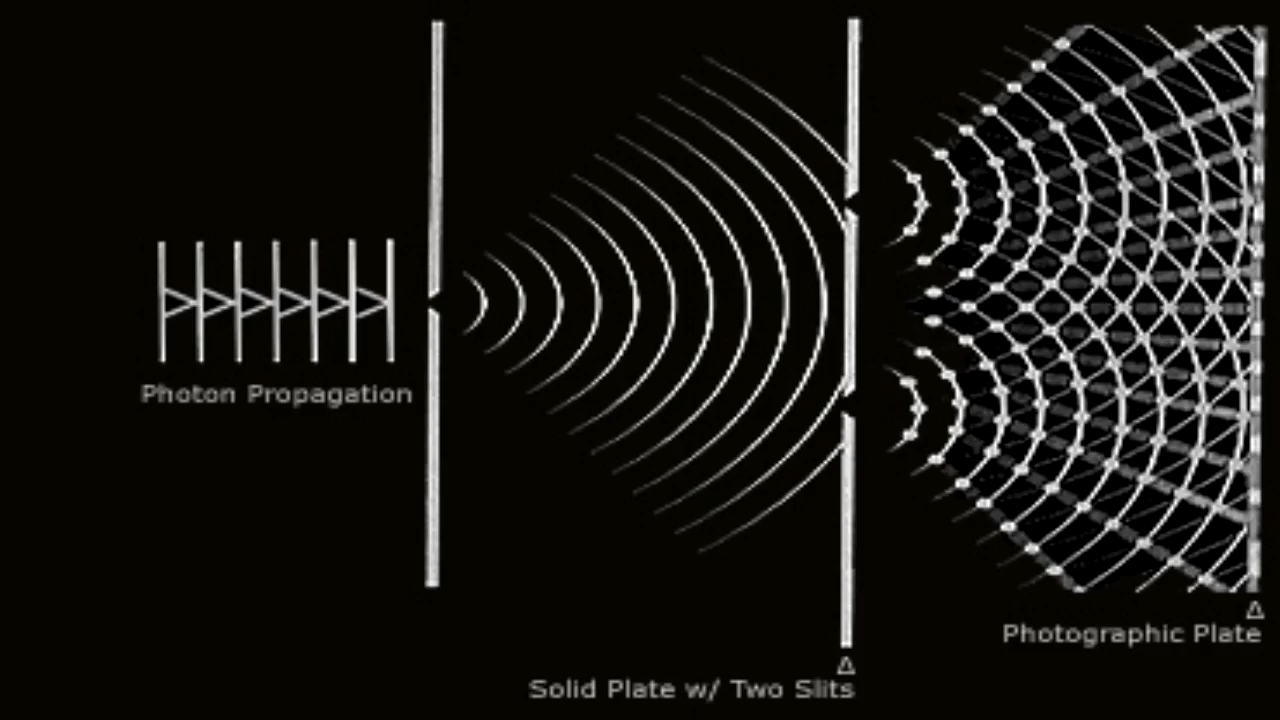 Photon Propagation
Δ
Photographic Plate
Δ
Solid Plate w/ Two Slits